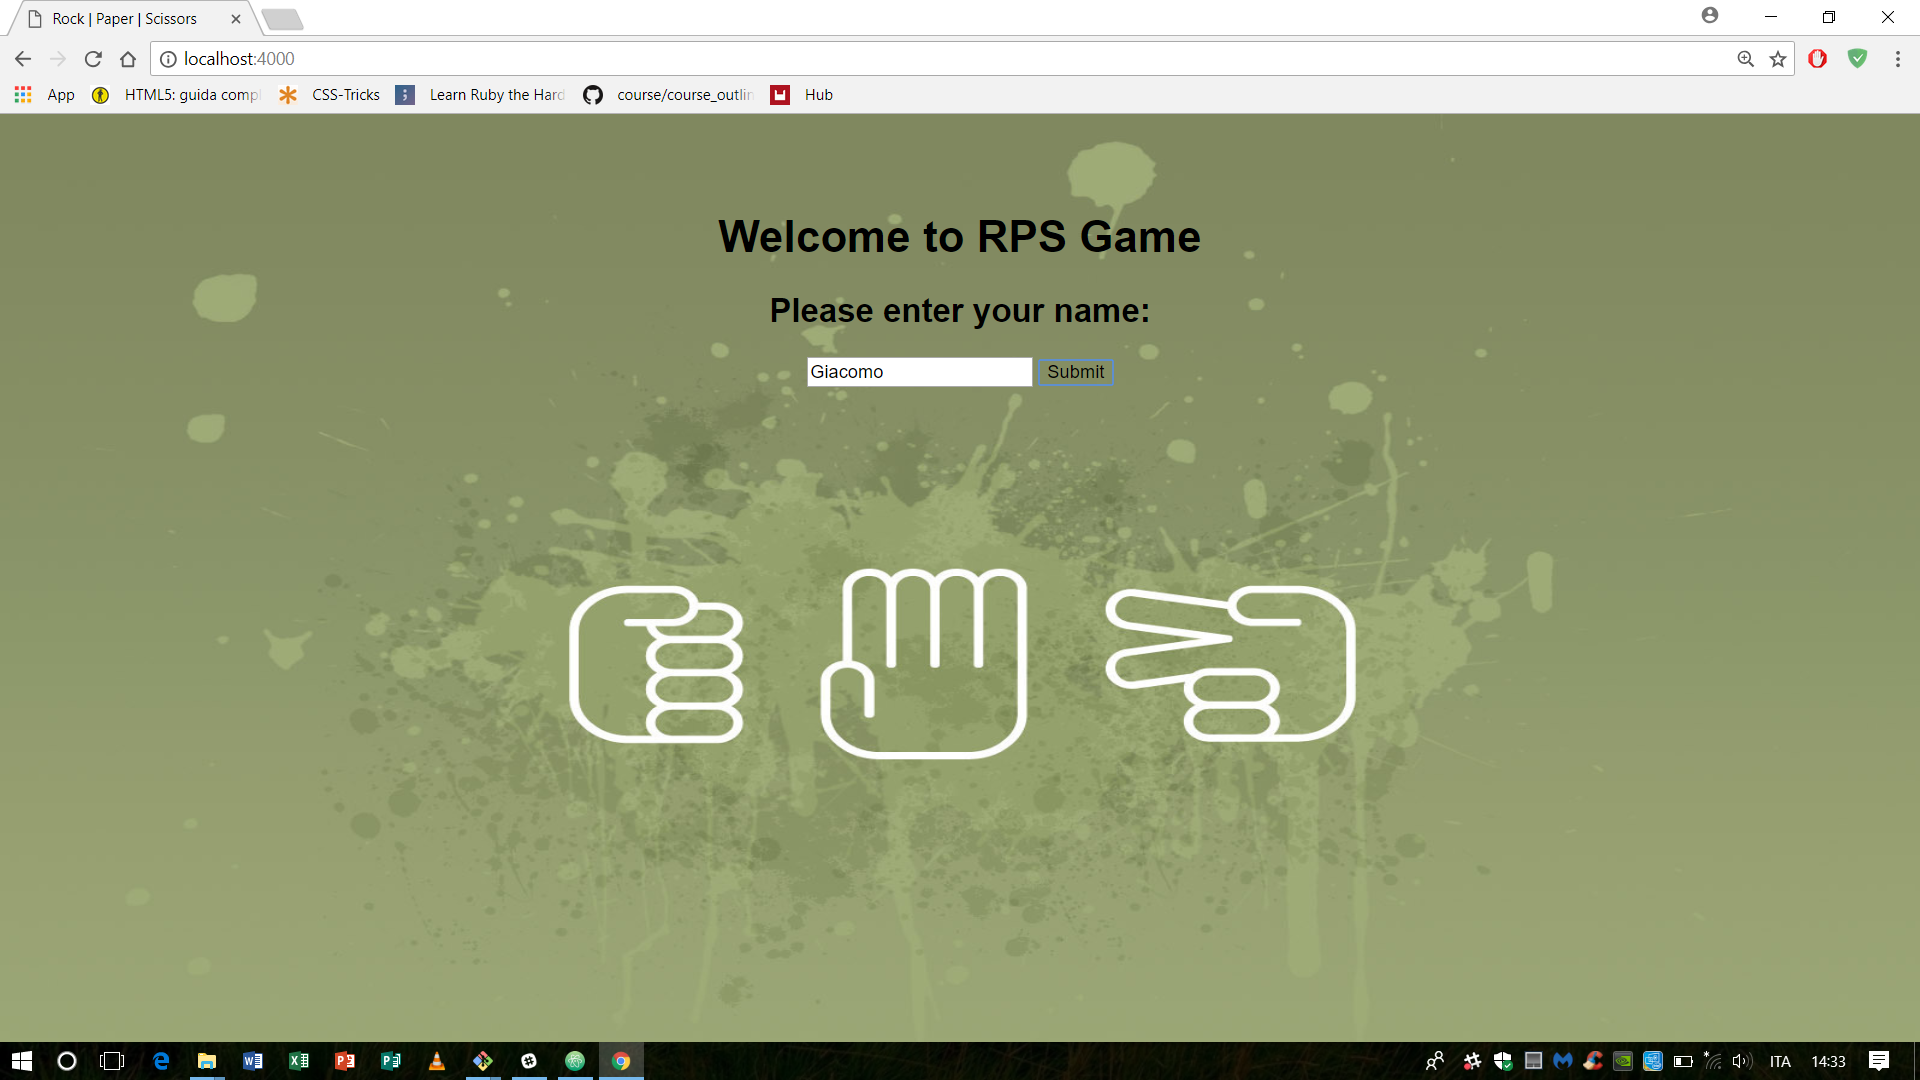 Rock | Paper | Scissors
localhost:4000
App HTML5: guida compl CSS-Tricks Learn Ruby the Hard course/course_outlin Hub
Welcome to RPS Game
Please enter your name:
Giacomo Submit
ITA 14:33